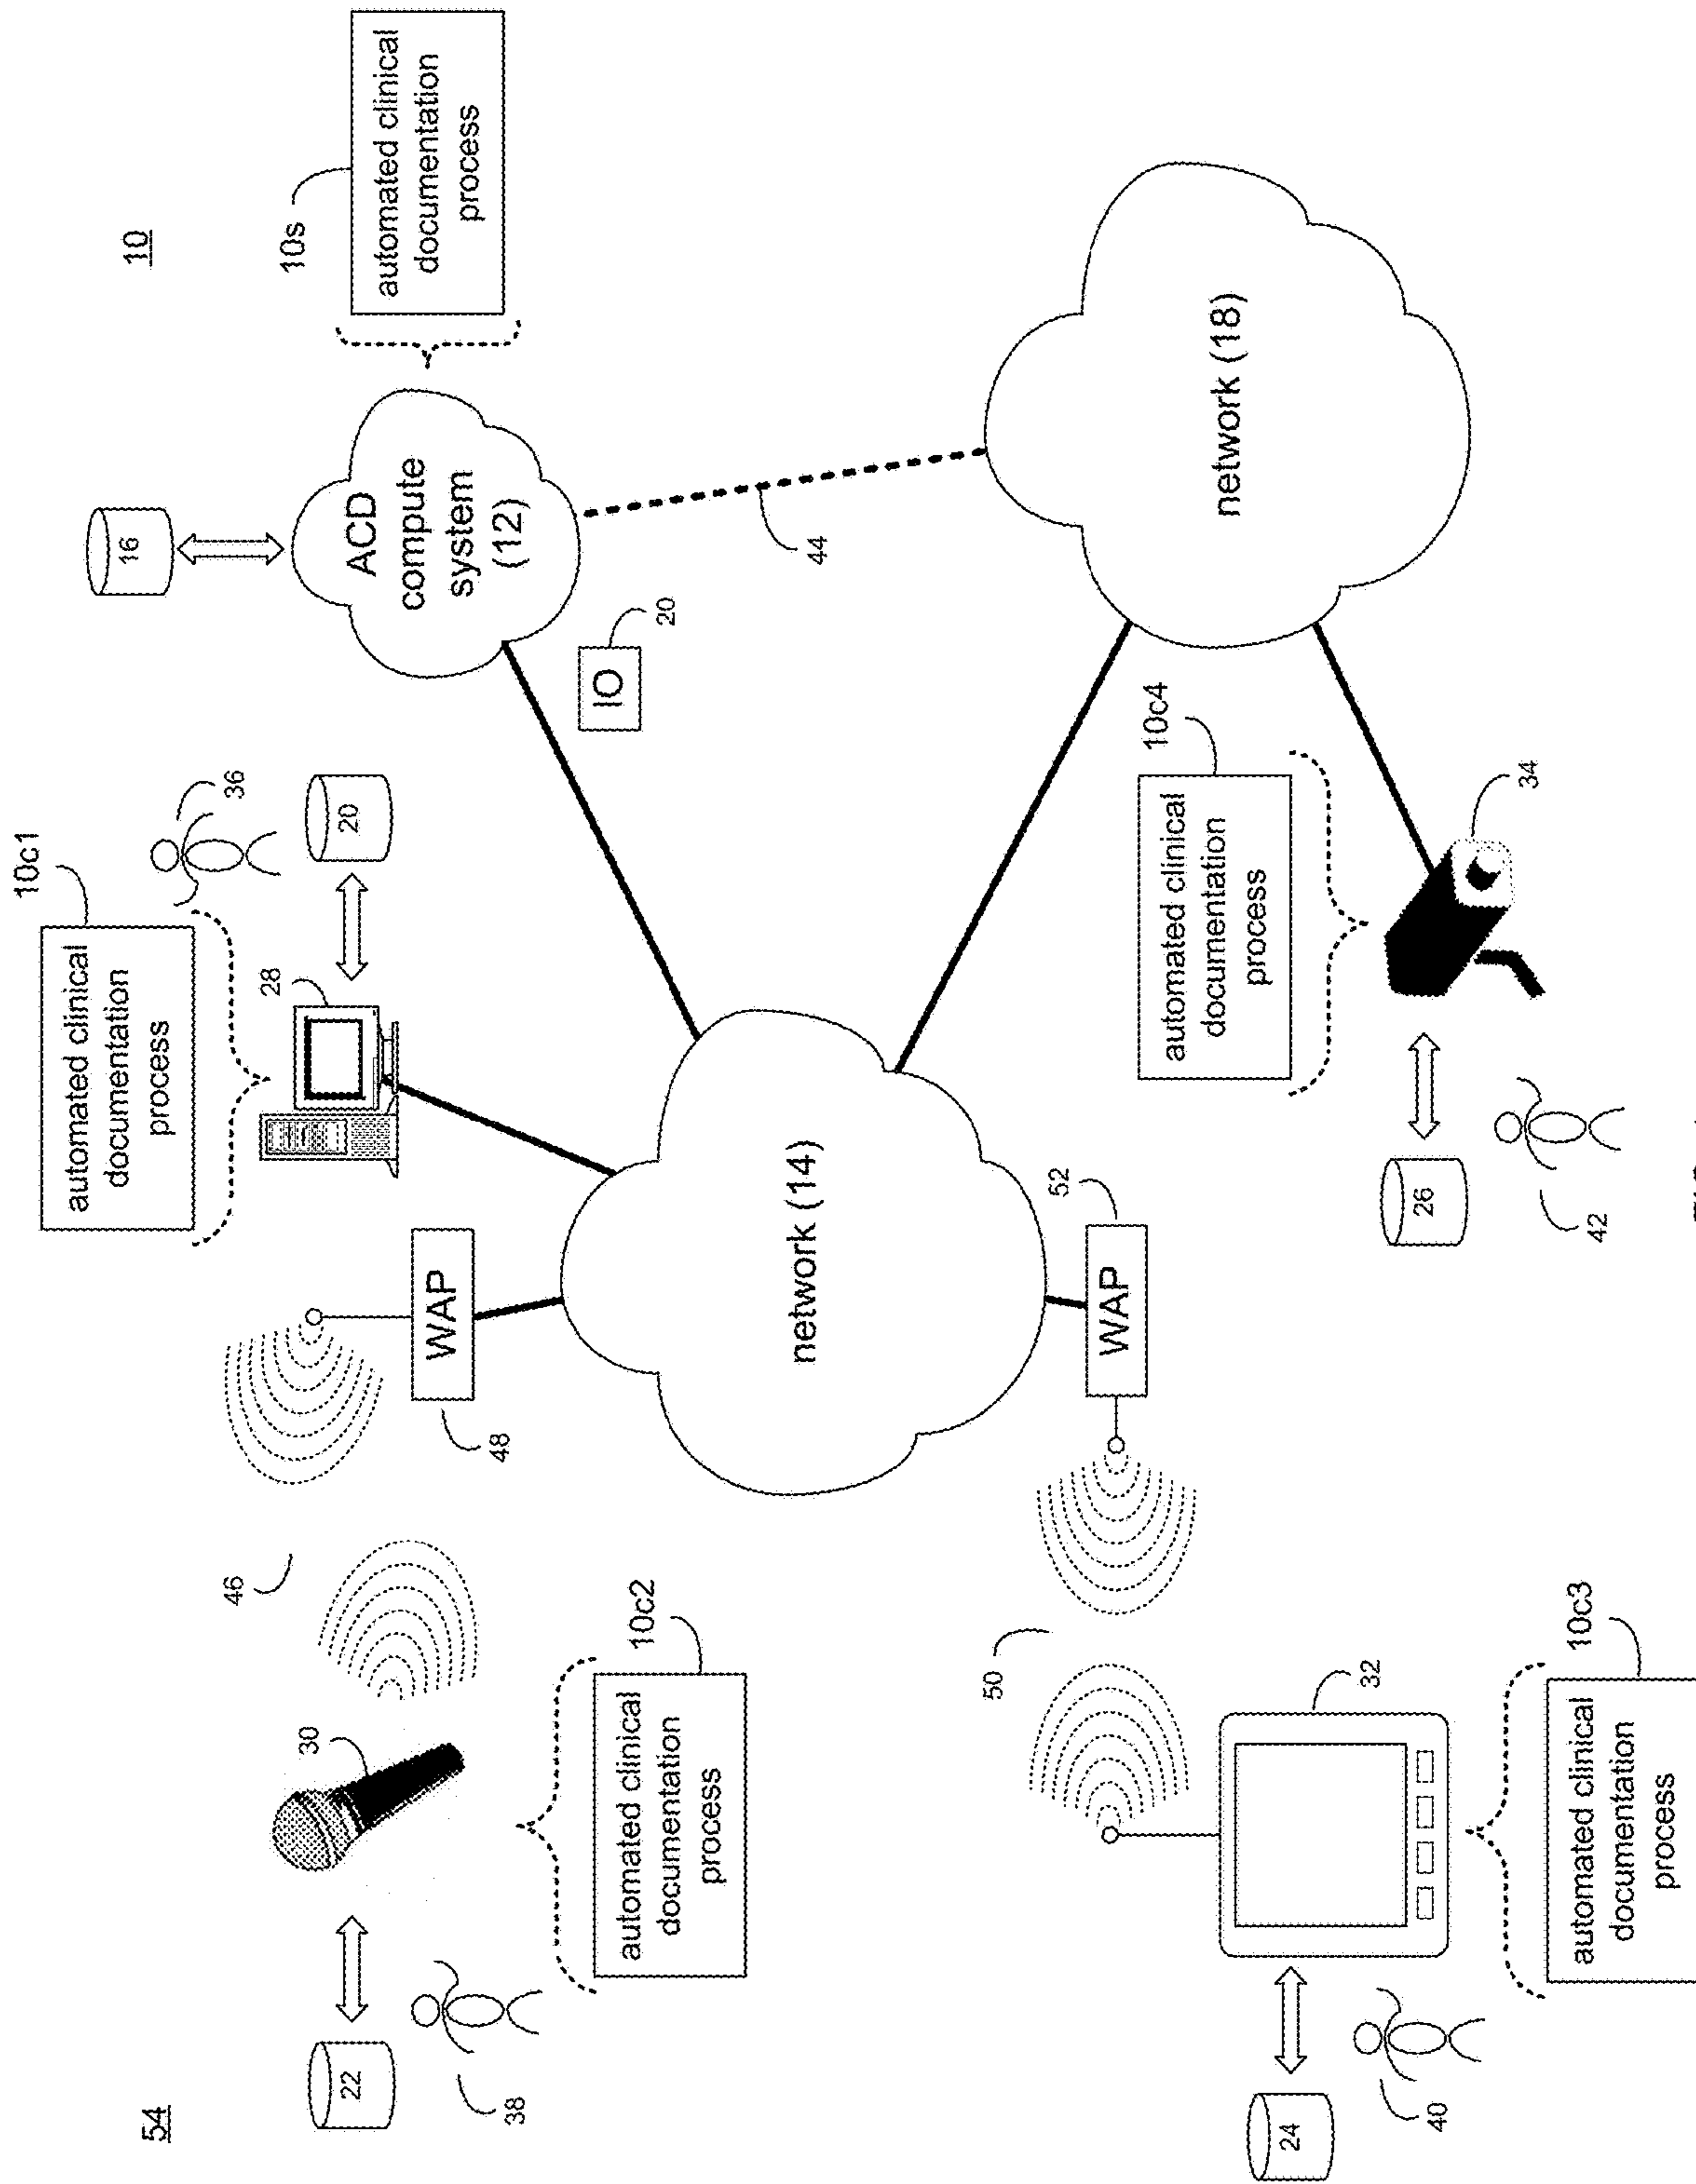 10c1
automated clinical
documentation
process
54
10
16
36
46
28
10s
automated clinical
documentation
process
30
22
20
ACD
compute
system
(12)
WAP
48
38
10c2
automated clinical
documentation
process
IO
20
network (14)
44
50
52
WAP
10c4
automated clinical
documentation
process
network (18)
24
32
40
26
34
42
10c3
automated clinical
documentation
process